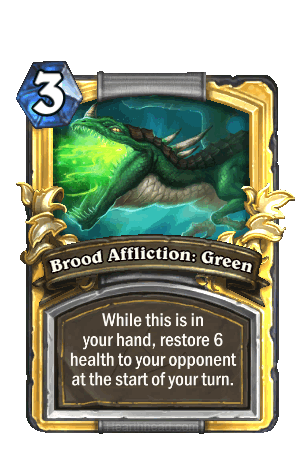 3
Brood Affliction: Green
While this is in
your hand, restore 6
health to your opponent
at the start of your turn.